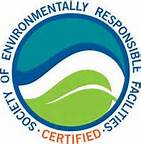 SOCIETY OF ENVIRONMENTALLY RESPONSIBLE FACILITIES·
·CERTIFIED·